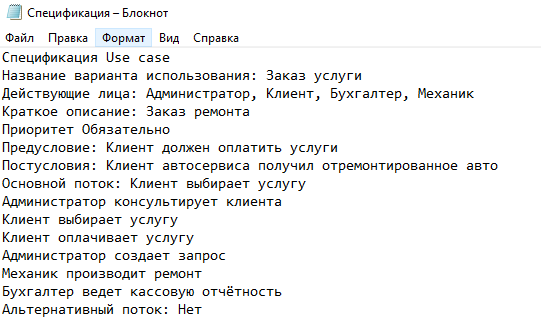 Спецификация – Блокнот
Файл Правка Формат Вид Справка
Спецификация Use case
Название варианта использования: Заказ услуги
Действующие лица: Администратор, Клиент, Бухгалтер, Механик
Краткое описание: Заказ ремонта
Приоритет Обязательно
Предусловие: Клиент должен оплатить услуги
Постусловия: Клиент автосервиса получил отремонтированное авто
Основной поток: Клиент выбирает услугу
Администратор консультирует клиента
Клиент выбирает услугу
Клиент оплачивает услугу
Администратор создает запрос
Механик производит ремонт
Бухгалтер ведет кассовую отчётность
Альтернативный поток: Нет